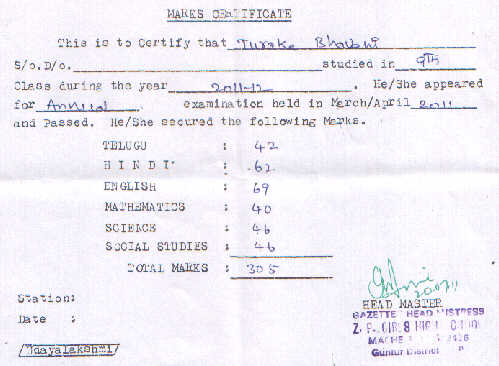 MARKS CERTIFICATE
This is to Certify that Turaka Bhavani
S/o.D/o. studied in 9th
Class during the year 2011-12 . He/She appeared
for Annual examination held in March/April 2011
and Passed. He/She secured the following Marks.
TELUGU : 42
HINDI : 62
ENGLISH : 69
MATHEMATICS : 40
SCIENCE : 46
SOCIAL STUDIES : 46
TOTAL MARKS : 305
Station:
HEAD MASTER
Date :
GAZETTED HEAD MISTRESS
Z. P. GIRLS HIGH
/Udayalakshmi/
Guntur District